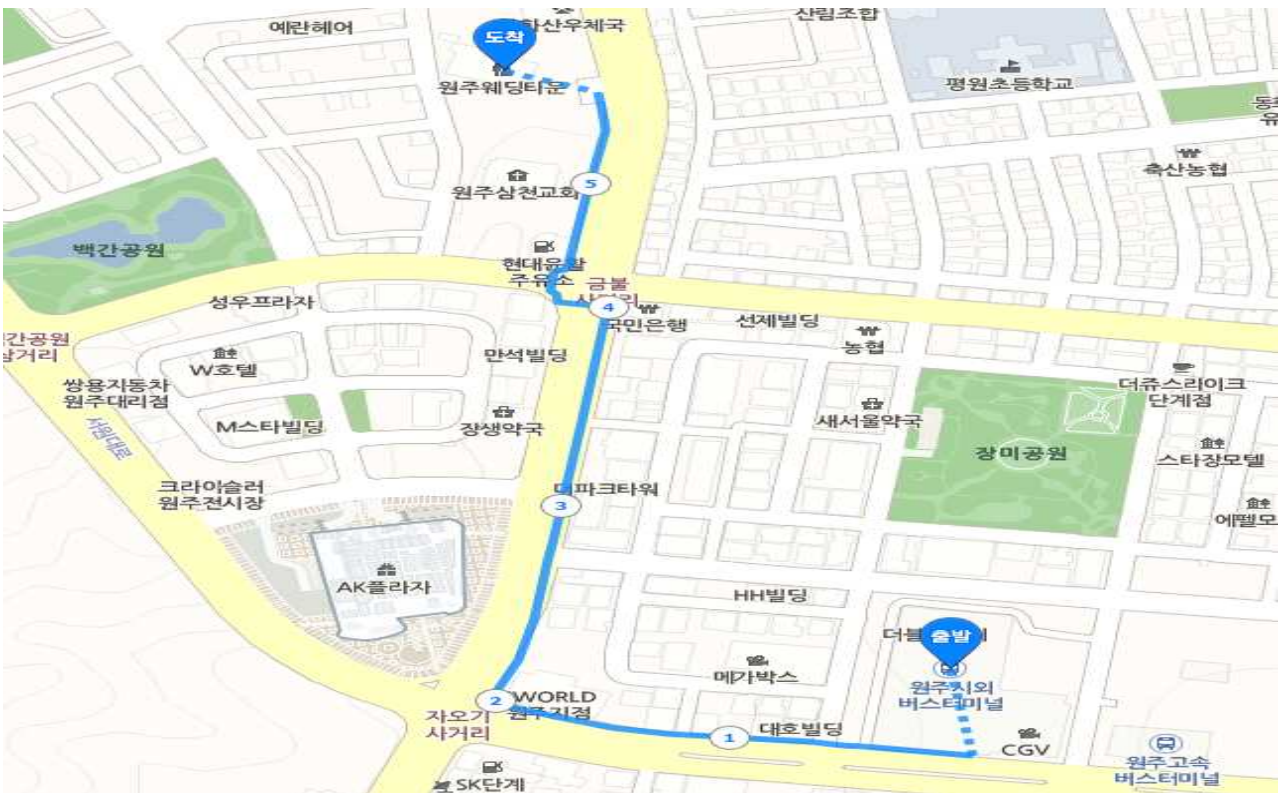 예란헤어
산림조합
도착
화산우체국
원주웨딩타운
평원초등학교
축산농협
5
원주삼천교회
백간공원
현대윤활
주유소
금불
사거리
성우프라자
4
국민은행
선제빌딩
농협
W호텔
만석빌딩
더쥬스라이크
단계점
쌍용자동차
원주대리점
서원대로
M스타빌딩
장생약국
새서울약국
장미공원
스타장모텔
크라이슬러
원주전시장
3
더파크타워
AK플라자
HH빌딩
출발
메가박스
원주시외
버스터미널
2
WORLD
원주지점
자오기
사거리
1
대호빌딩
CGV
원주고속
버스터미널
SK단계